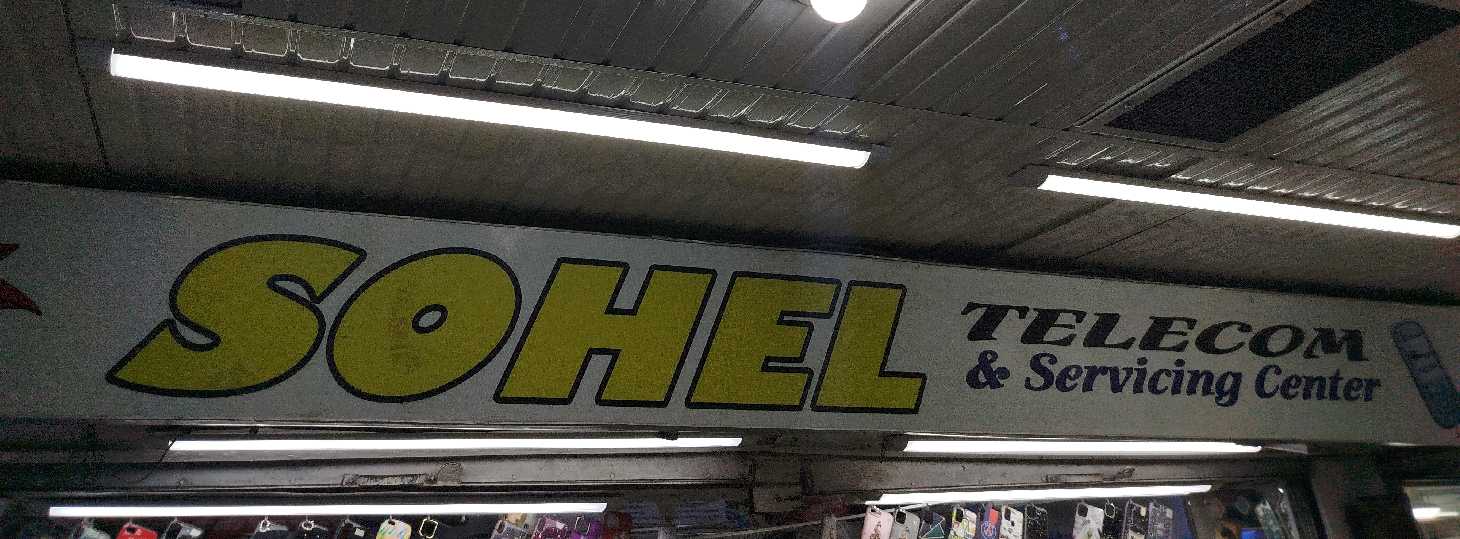 SOHEL
TELECOM
& Servicing Center